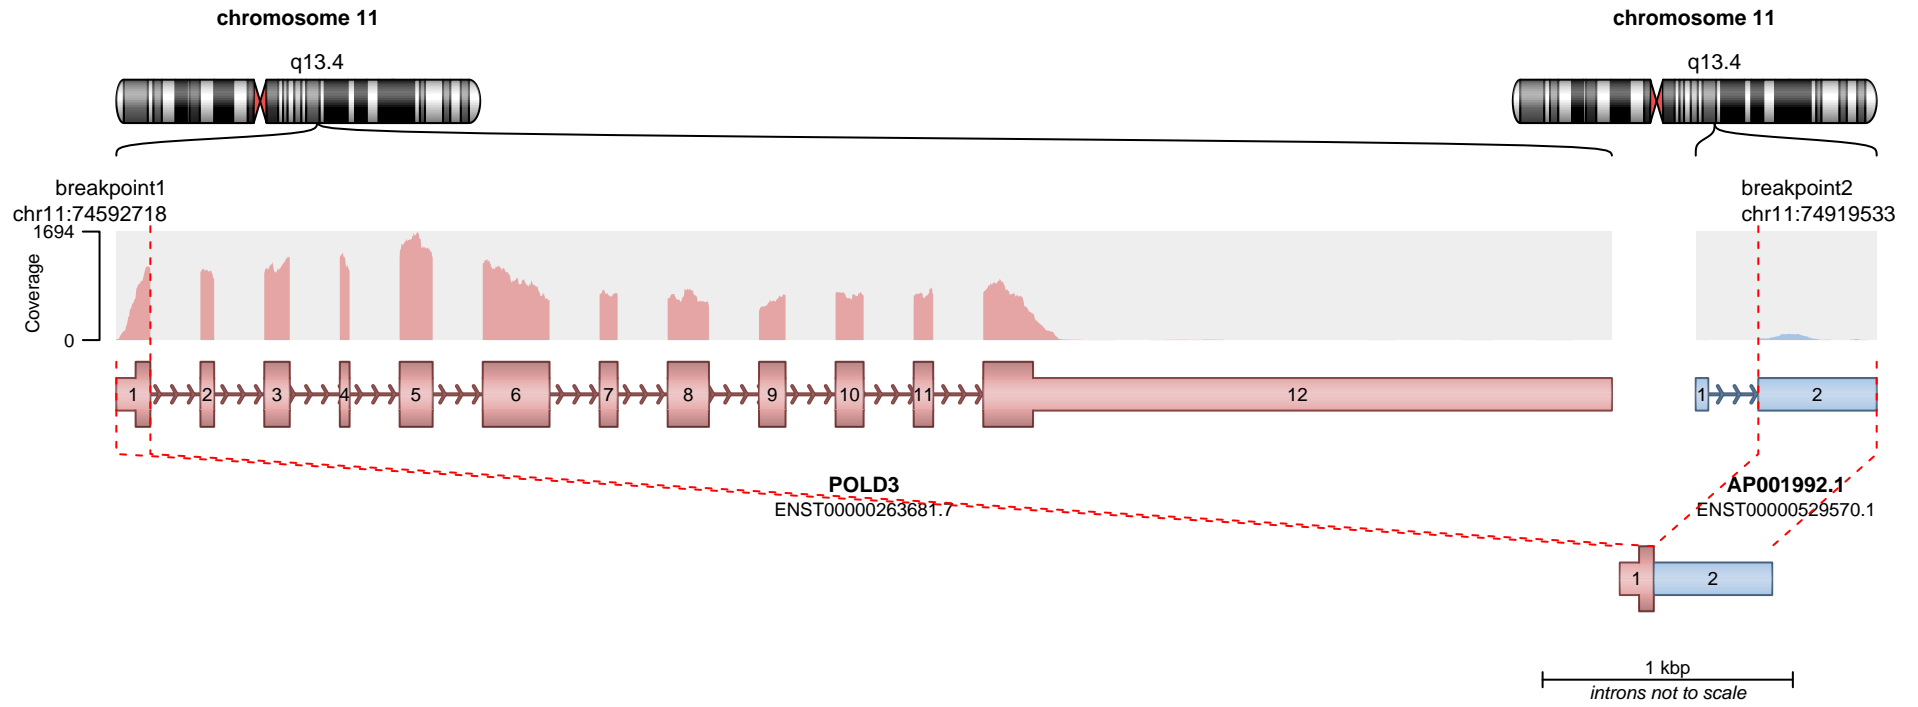 chromosome 11
chromosome 11
q13.4
q13.4
breakpoint1
chr11:74592718
breakpoint2
chr11:74919533
1694
Coverage
0
1 2 3 4 5 6 7 8 9 10 11 12
1 2
POLD3
ENST00000263681.7
AP001992.1
ENST00000529570.1
1 2
1 kbp
introns not to scale